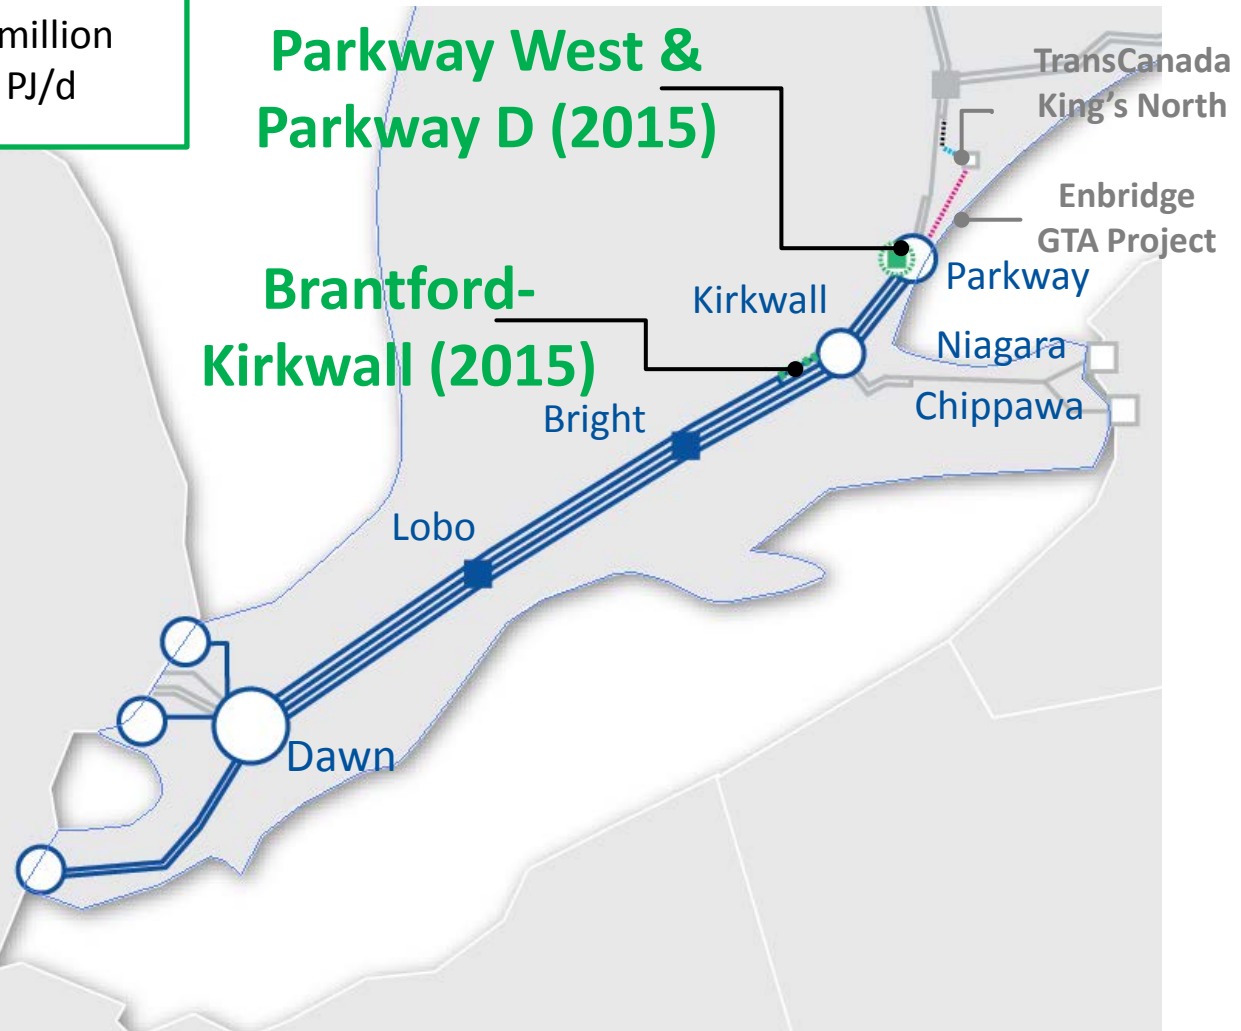 million
PJ/d
Parkway West &
Parkway D (2015)
TransCanada
King's North
Enbridge
GTA Project
Parkway
Brantford-
Kirkwall (2015)
Kirkwall
Niagara
Chippawa
Bright
Lobo
Dawn